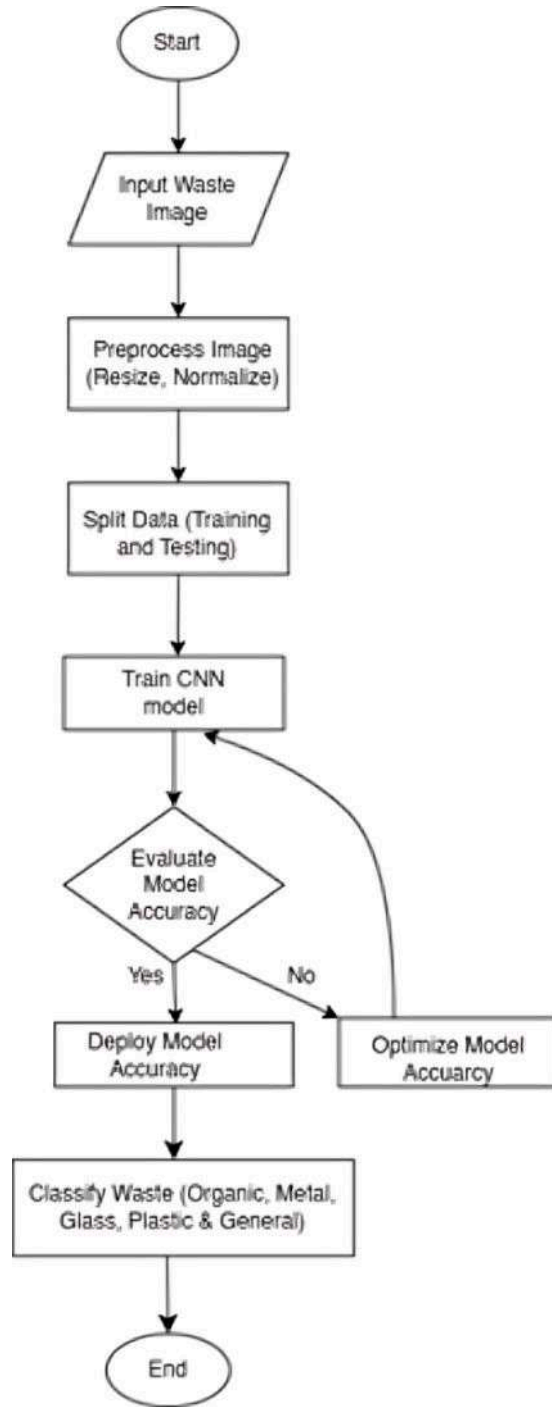 Start
Input Waste
Image
Preprocess Image
(Resize, Normalize)
Split Data (Training
and Testing)
Train CNN
model
Evaluate
Model
Accuracy
Yes
No
Deploy Model
Accuracy
Optimize Model
Accuarcy
Classify Waste (Organic, Metal,
Glass, Plastic & General)
End